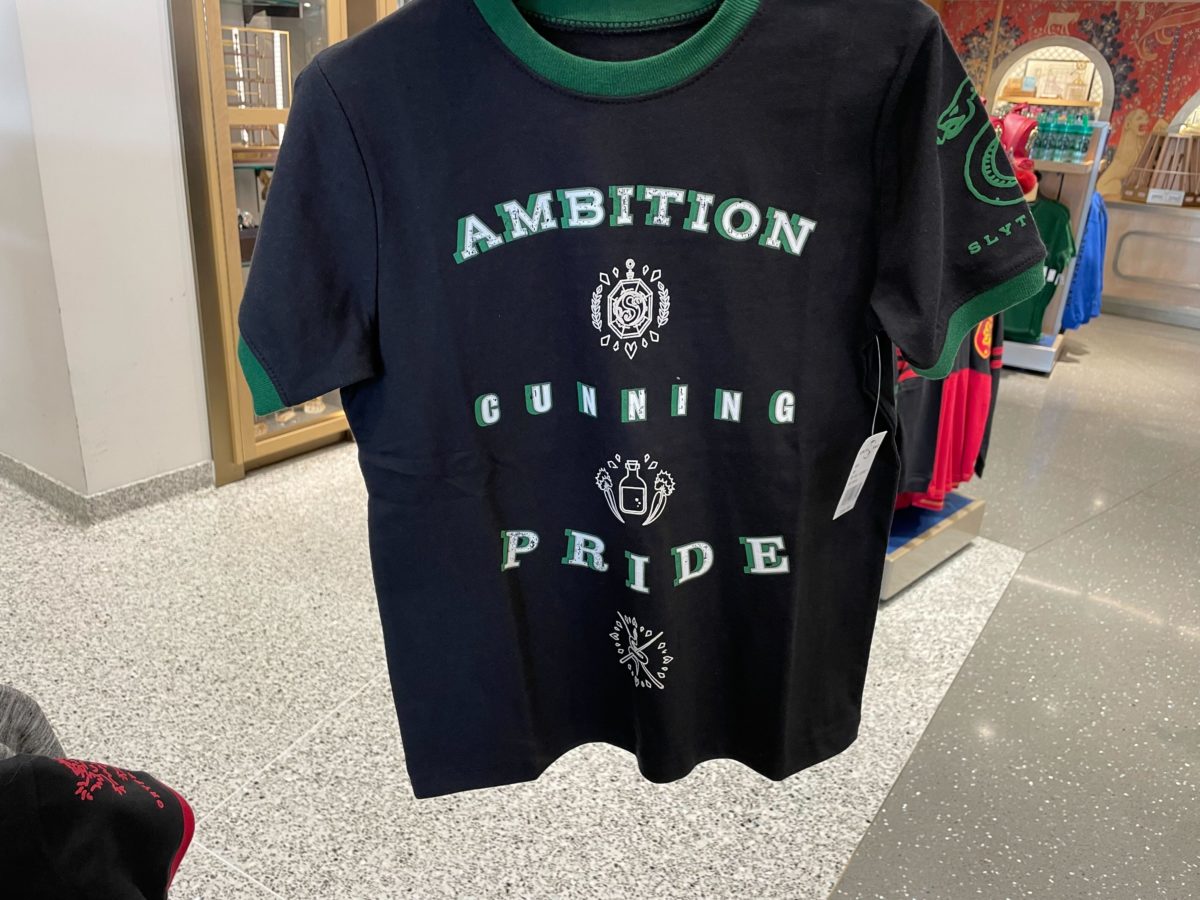 AMBITION
S
CUNNING
PRIDE
SLYT